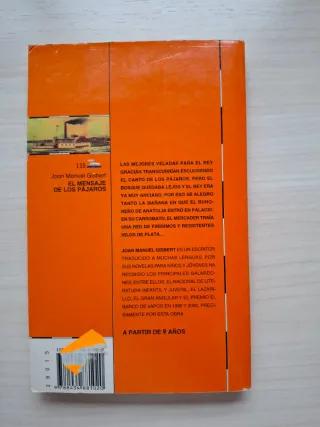 115
Joan Manuel Gisbert
EL MENSAJE
DE LOS PÁJAROS
LAS MEJORES VELADAS PARA EL REY
GRACIÁN TRANSCURRÍAN ESCUCHANDO
EL CANTO DE LOS PÁJAROS. PERO EL
BOSQUE QUEDABA LEJOS Y EL REY ERA
YA MUY ANCIANO. POR ESO SE ALEGRÓ
TANTO LA MAÑANA EN QUE EL BUHO-
NERO DE ANATOLIA ENTRÓ EN PALACIO.
EN SU CARROMATO, EL MERCADER TRAÍA
UNA RED DE FINÍSIMOS Y RESISTENTES
HILOS DE PLATA...
JOAN MANUEL GISBERT ES UN ESCRITOR
TRADUCIDO A MUCHAS LENGUAS. POR
SUS NOVELAS PARA NIÑOS Y JÓVENES HA
RECIBIDO LOS PRINCIPALES GALARDO-
NES, ENTRE ELLOS, EL NACIONAL DE LITE-
RATURA INFANTIL Y JUVENIL, EL LAZARI-
LLO, EL GRAN ANGULAR Y EL PREMIO EL
BARCO DE VAPOR EN 1990 Y 2000, PRECI-
SAMENTE POR ESTA OBRA.
A PARTIR DE 9 AÑOS